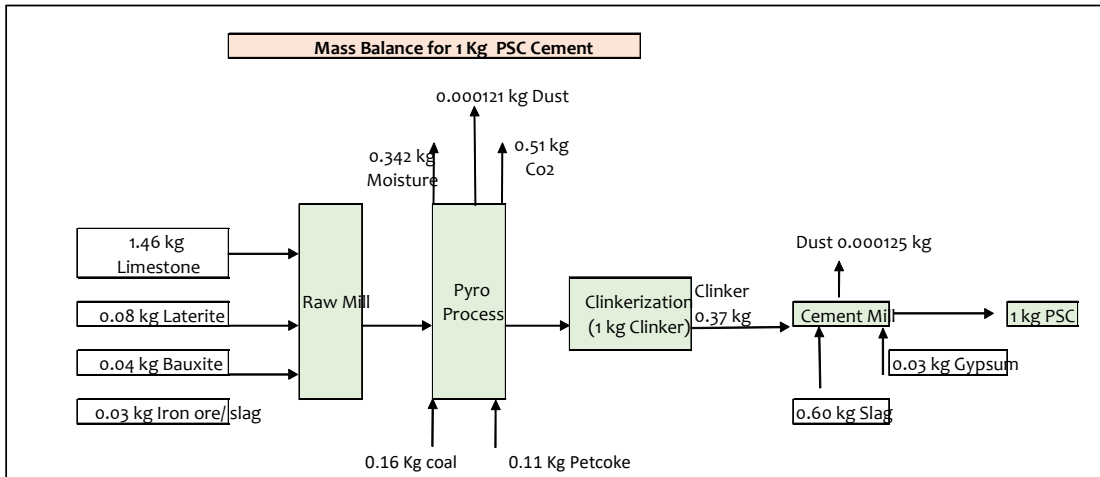 Mass Balance for 1 Kg PSC Cement
0.000121 kg Dust
0.342 kg
Moisture
0.51 kg
Co2
1.46 kg
Limestone
0.08 kg Laterite
0.04 kg Bauxite
0.03 kg Iron ore/ slag
Raw Mill
Pyro
Process
0.16 Kg coal
0.11 Kg Petcoke
Clinkerization
(1 kg Clinker)
Clinker
0.37 kg
Dust 0.000125 kg
Cement Mill
1 kg PSC
0.03 kg Gypsum
0.60 kg Slag